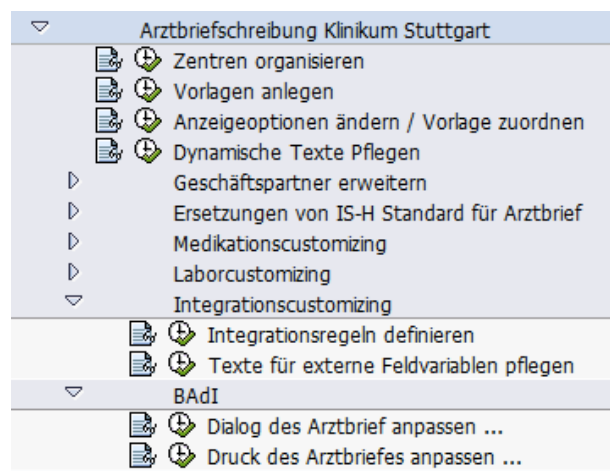 Arztbriefschreibung Klinikum Stuttgart
Zentren organisieren
Vorlagen anlegen
Anzeigeoptionen ändern / Vorlage zuordnen
Dynamische Texte Pflegen
Geschäftspartner erweitern
Ersetzungen von IS-H Standard für Arztbrief
Medikationscustomizing
Laborcustomizing
Integrationscustomizing
Integrationsregeln definieren
Texte für externe Feldvariablen pflegen
BAdI
Dialog des Arztbrief anpassen ...
Druck des Arztbriefes anpassen ...